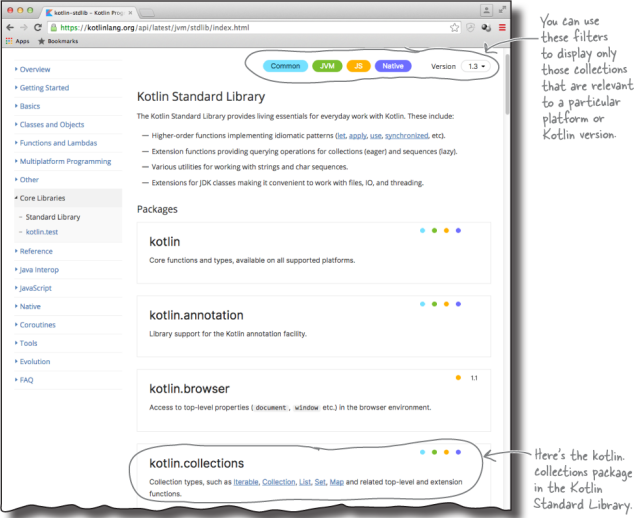 kotlin-stdlib – Kotlin Prog
https://kotlinlang.org/api/latest/jvm/stdlib/index.html
Apps ★ Bookmarks
Common JVM JS Native Version 1.3
Overview
Getting Started
Basics
Classes and Objects
Functions and Lambdas
Multiplatform Programming
Other
Core Libraries
– Standard Library
– kotlin.test
Reference
Java Interop
JavaScript
Native
Coroutines
Tools
Evolution
FAQ
Kotlin Standard Library
The Kotlin Standard Library provides living essentials for everyday work with Kotlin. These include:
— Higher-order functions implementing idiomatic patterns (let, apply, use, synchronized, etc).
— Extension functions providing querying operations for collections (eager) and sequences (lazy).
— Various utilities for working with strings and char sequences.
— Extensions for JDK classes making it convenient to work with files, IO, and threading.
Packages
kotlin
Core functions and types, available on all supported platforms.
kotlin.annotation
Library support for the Kotlin annotation facility.
kotlin.browser
1.1
Access to top-level properties ( document, window etc.) in the browser environment.
kotlin.collections
Collection types, such as Iterable, Collection, List, Set, Map and related top-level and extension
functions.
You can use
these filters
to display only
those collections
that are relevant
to a particular
platform or
Kotlin version.
Here's the kotlin.
collections package
in the Kotlin
Standard Library.